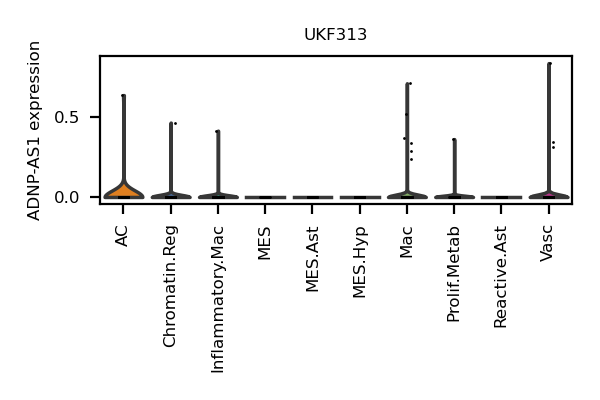 UKF313
ADNP-AS1 expression
0.5
0.0
AC
Chromatin.Reg
Inflammatory.Mac
MES
MES.Ast
MES.Hyp
Mac
Prolif.Metab
Reactive.Ast
Vasc